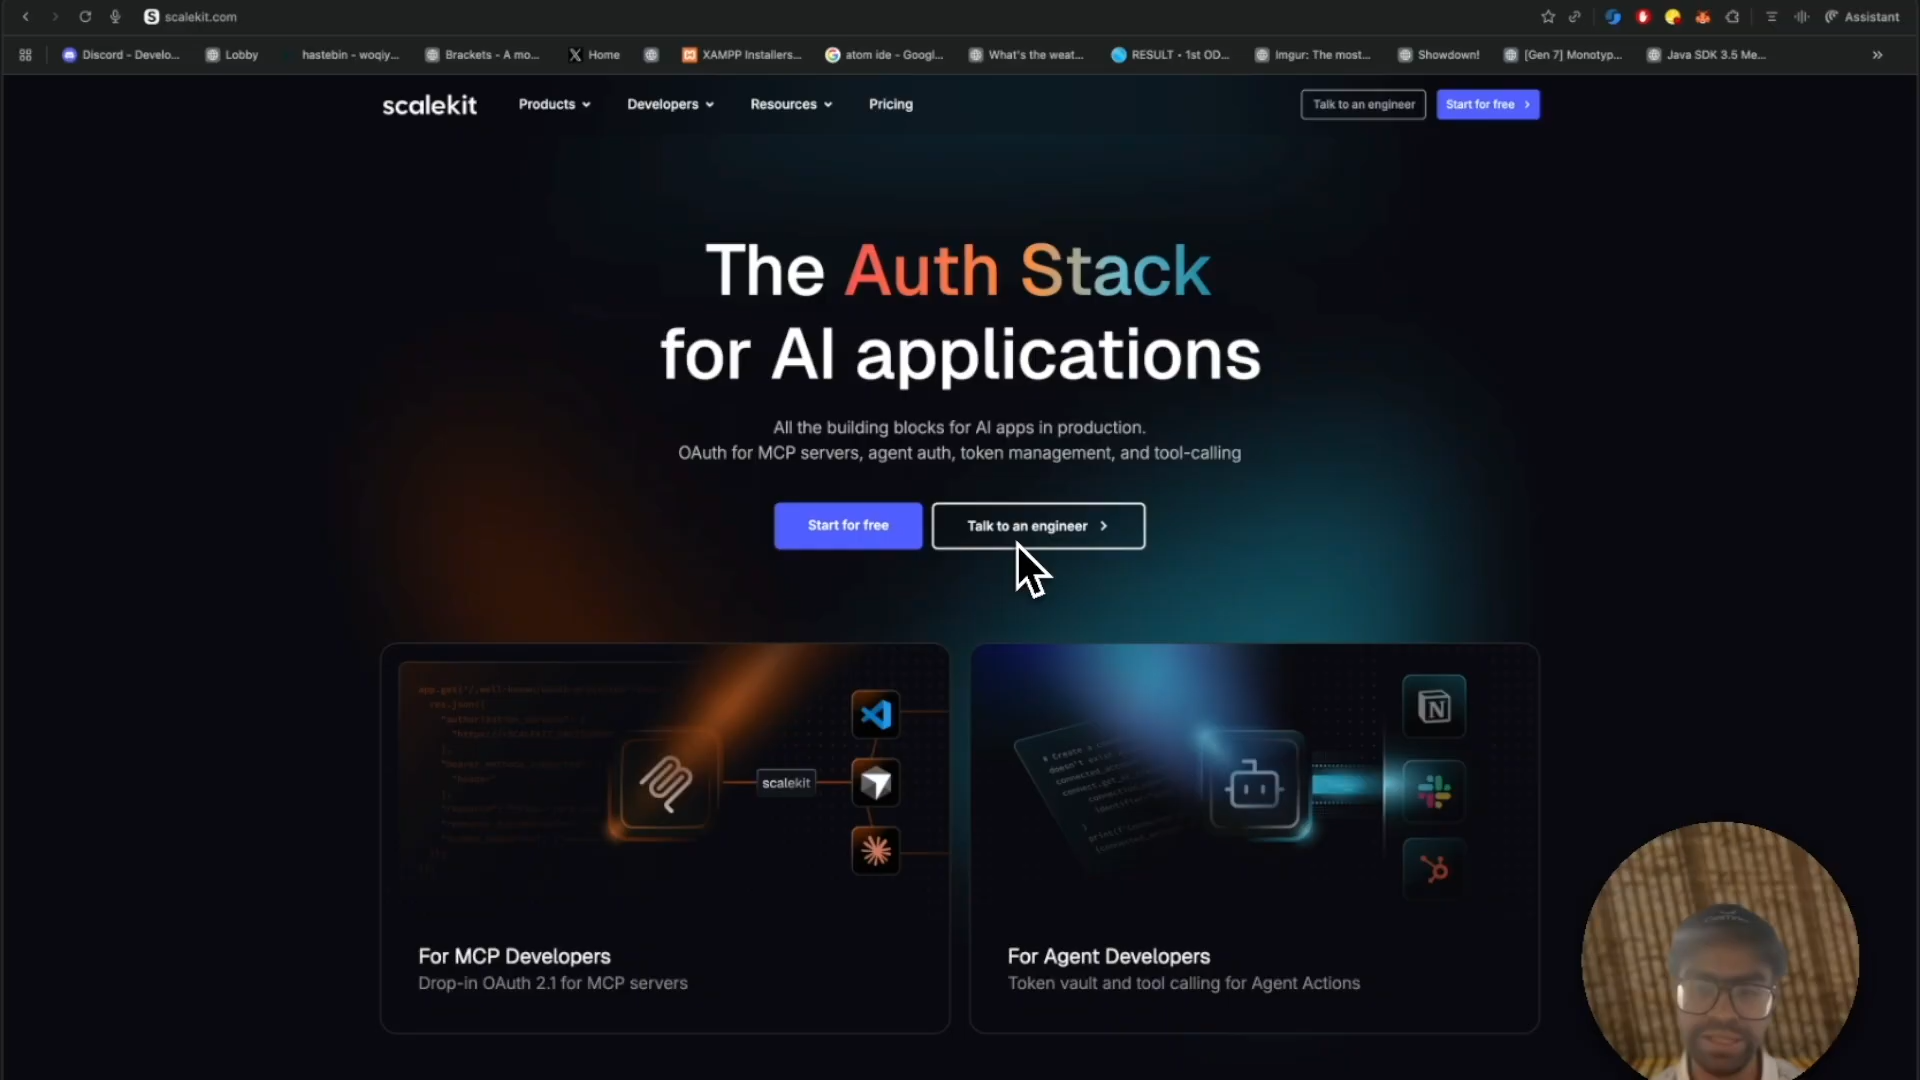 scalekit.com
Assistant
Discord - Develo...
Lobby
hastebin - woqiy...
Brackets - A mo...
Home
XAMPP Installers...
atom ide - Googl...
What's the weat...
RESULT • 1st OD...
Imgur: The most...
Showdown!
[Gen 7] Monotyp...
Java SDK 3.5 Me...
scalekit
Products
Developers
Resources
Pricing
Talk to an engineer
Start for free
The Auth Stack
for AI applications
All the building blocks for AI apps in production.
OAuth for MCP servers, agent auth, token management, and tool-calling
Start for free
Talk to an engineer
scalekit
For MCP Developers
Drop-in OAuth 2.1 for MCP servers
For Agent Developers
Token vault and tool calling for Agent Actions